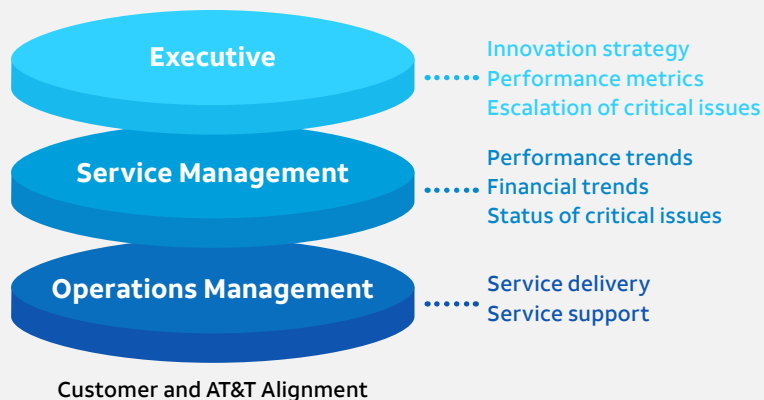 Executive
Innovation strategy
Performance metrics
Escalation of critical issues
Service Management
Performance trends
Financial trends
Status of critical issues
Operations Management
Service delivery
Service support
Customer and AT&T Alignment